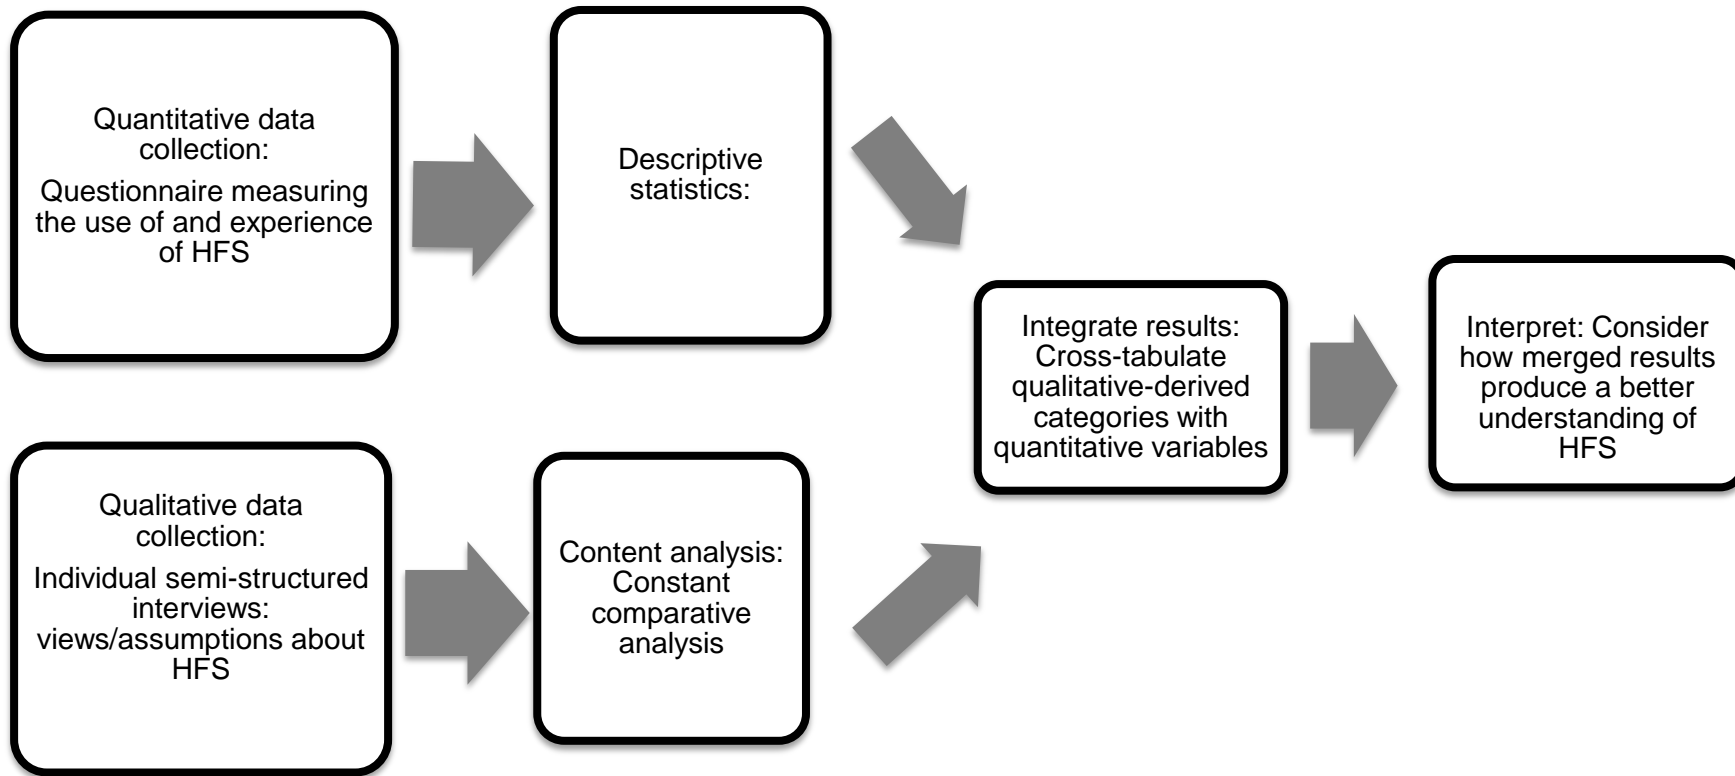 Quantitative data
collection:
Questionnaire measuring
the use of and experience
of HFS
Descriptive
statistics:
Qualitative data
collection:
Individual semi-structured
interviews:
views/assumptions about
HFS
Content analysis:
Constant
comparative
analysis
Integrate results:
Cross-tabulate
qualitative-derived
categories with
quantitative variables
Interpret: Consider
how merged results
produce a better
understanding of
HFS